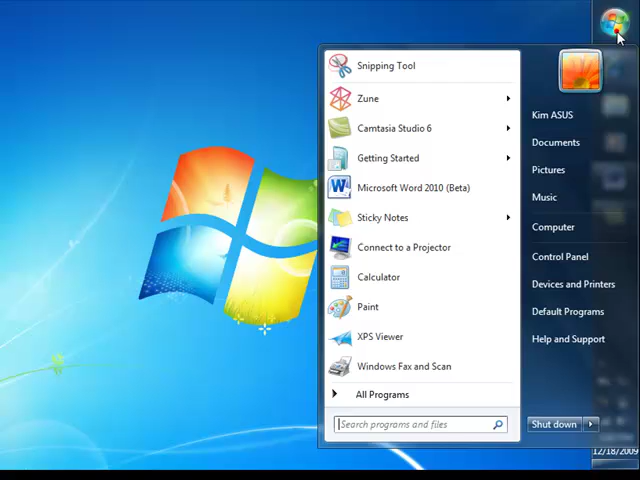 Snipping Tool
Zune
Camtasia Studio 6
Getting Started
Microsoft Word 2010 (Beta)
Sticky Notes
Connect to a Projector
Calculator
Paint
XPS Viewer
Windows Fax and Scan
All Programs
Search programs and files
Kim ASUS
Documents
Pictures
Music
Computer
Control Panel
Devices and Printers
Default Programs
Help and Support
Shut down
12/18/2009